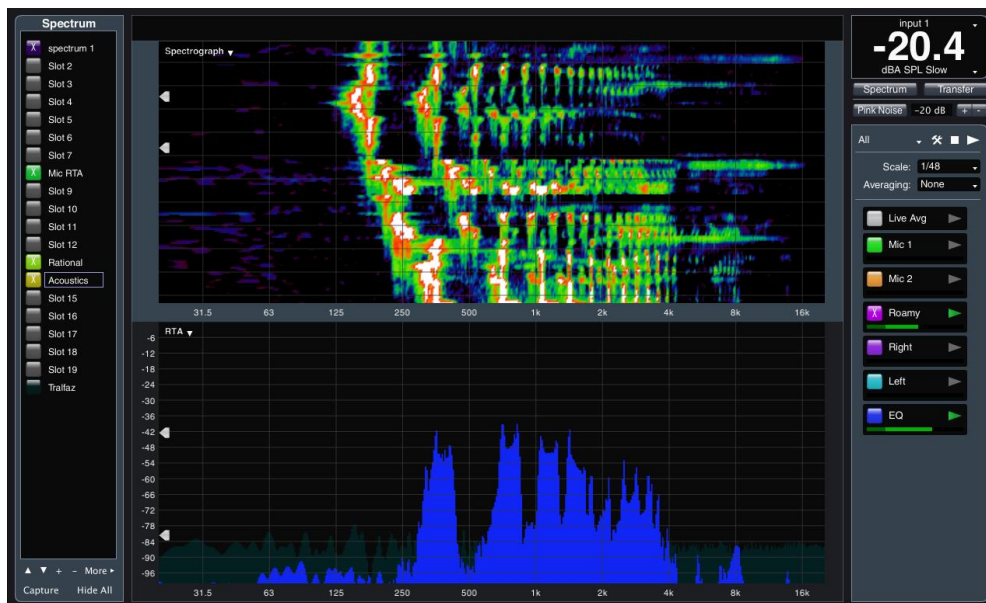 Spectrum
X spectrum 1
Slot 2
Slot 3
Slot 4
Slot 5
Slot 6
Slot 7
X Mic RTA
Slot 9
Slot 10
Slot 11
Slot 12
X Rational
X Acoustics
Slot 15
Slot 16
Slot 17
Slot 18
Slot 19
Tralfaz
+ - More
Capture Hide All
Spectrograph
31.5 63 125 250 500 1k 2k 4k 8k 16k
RTA
-6
-12
-18
-24
-30
-36
-42
-48
-54
-60
-66
-72
-78
-84
-90
-96
31.5 63 125 250 500 1k 2k 4k 8k 16k
input 1
-20.4
dBA SPL Slow
Spectrum Transfer
Pink Noise -20 dB + -
All
Scale: 1/48
Averaging: None
Live Avg
Mic 1
Mic 2
X Roamy
Right
Left
EQ